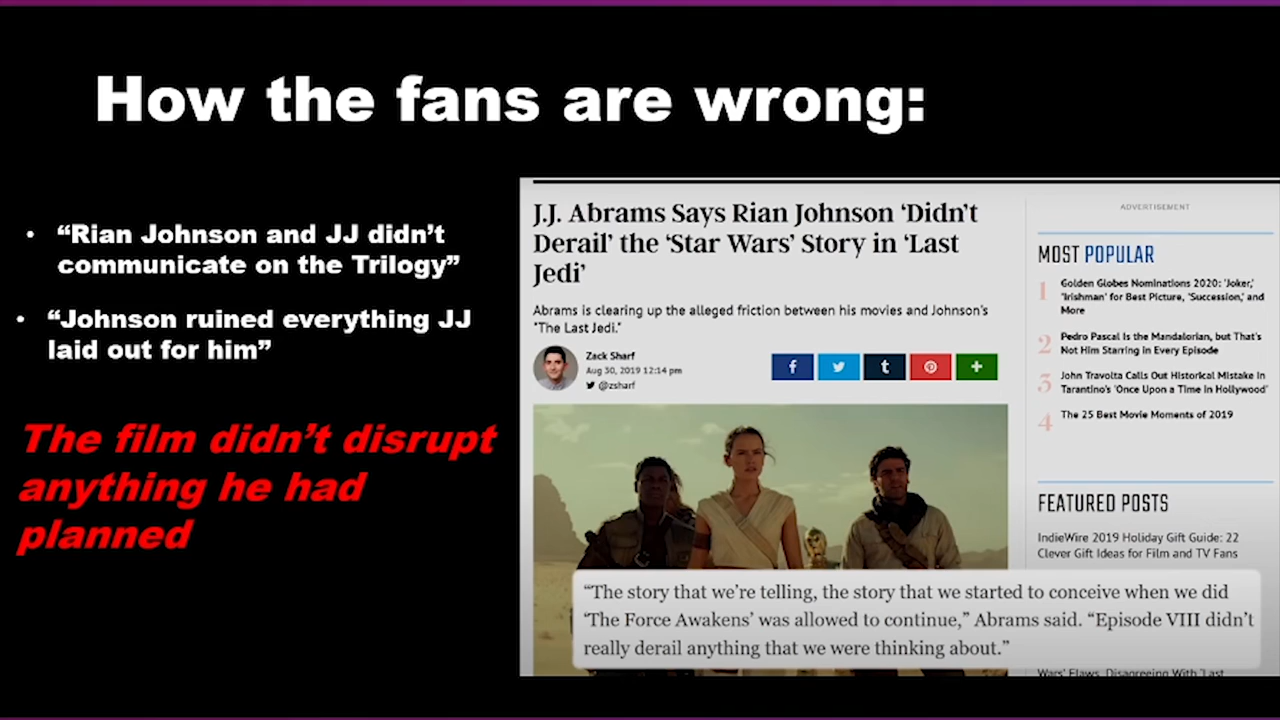 How the fans are wrong:
• “Rian Johnson and JJ didn’t
communicate on the Trilogy”
• “Johnson ruined everything JJ
laid out for him”
The film didn’t disrupt
anything he had
planned
J.J. Abrams Says Rian Johnson ‘Didn’t
Derail’ the ‘Star Wars’ Story in ‘Last
Jedi’
Abrams is clearing up the alleged friction between his movies and Johnson's
"The Last Jedi."
Zack Sharf
Aug 30, 2019 12:14 pm
@zsharf
“The story that we’re telling, the story that we started to conceive when we did
‘The Force Awakens’ was allowed to continue,” Abrams said. “Episode VIII didn’t
really derail anything that we were thinking about.”
ADVERTISEMENT
MOST POPULAR
1 Golden Globes Nominations 2020: 'Joker,'
'Irishman' for Best Picture, 'Succession,' and
More
2 Pedro Pascal Is the Mandalorian, but That's
Not Him Starring in Every Episode
3 John Travolta Calls Out Historical Mistake in
Tarantino's 'Once Upon a Time in Hollywood'
4 The 25 Best Movie Moments of 2019
FEATURED POSTS
IndieWire 2019 Holiday Gift Guide: 22
Clever Gift Ideas for Film and TV Fans
Wars' Flaws, Disagreeing With 'Last